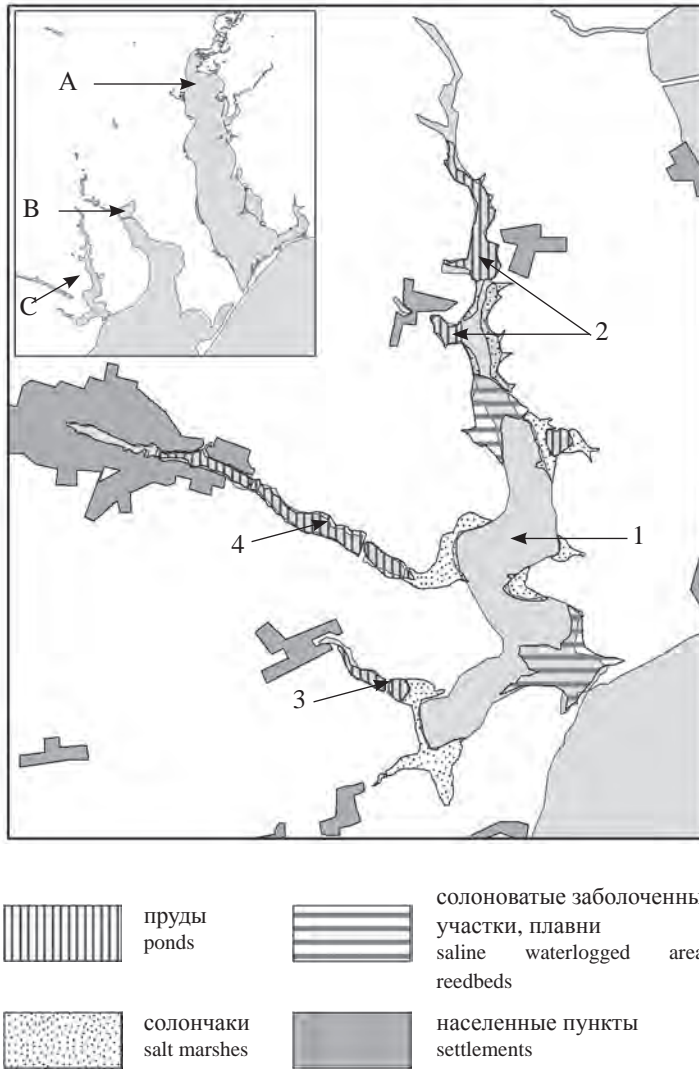 A
B
C
2
1
4
3
пруды
ponds
солоноватые заболоченны
участки, плавни
saline waterlogged area
reedbeds
солончаки
salt marshes
населенные пункты
settlements